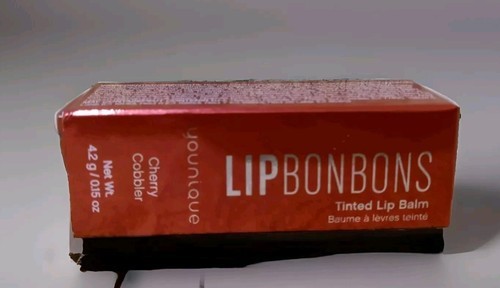 LIPBONBONS
Tinted Lip Balm
Baume à lèvres teinté
younique
Cherry
Cobbler
Net Wt.
4.2 g / 0.15 oz